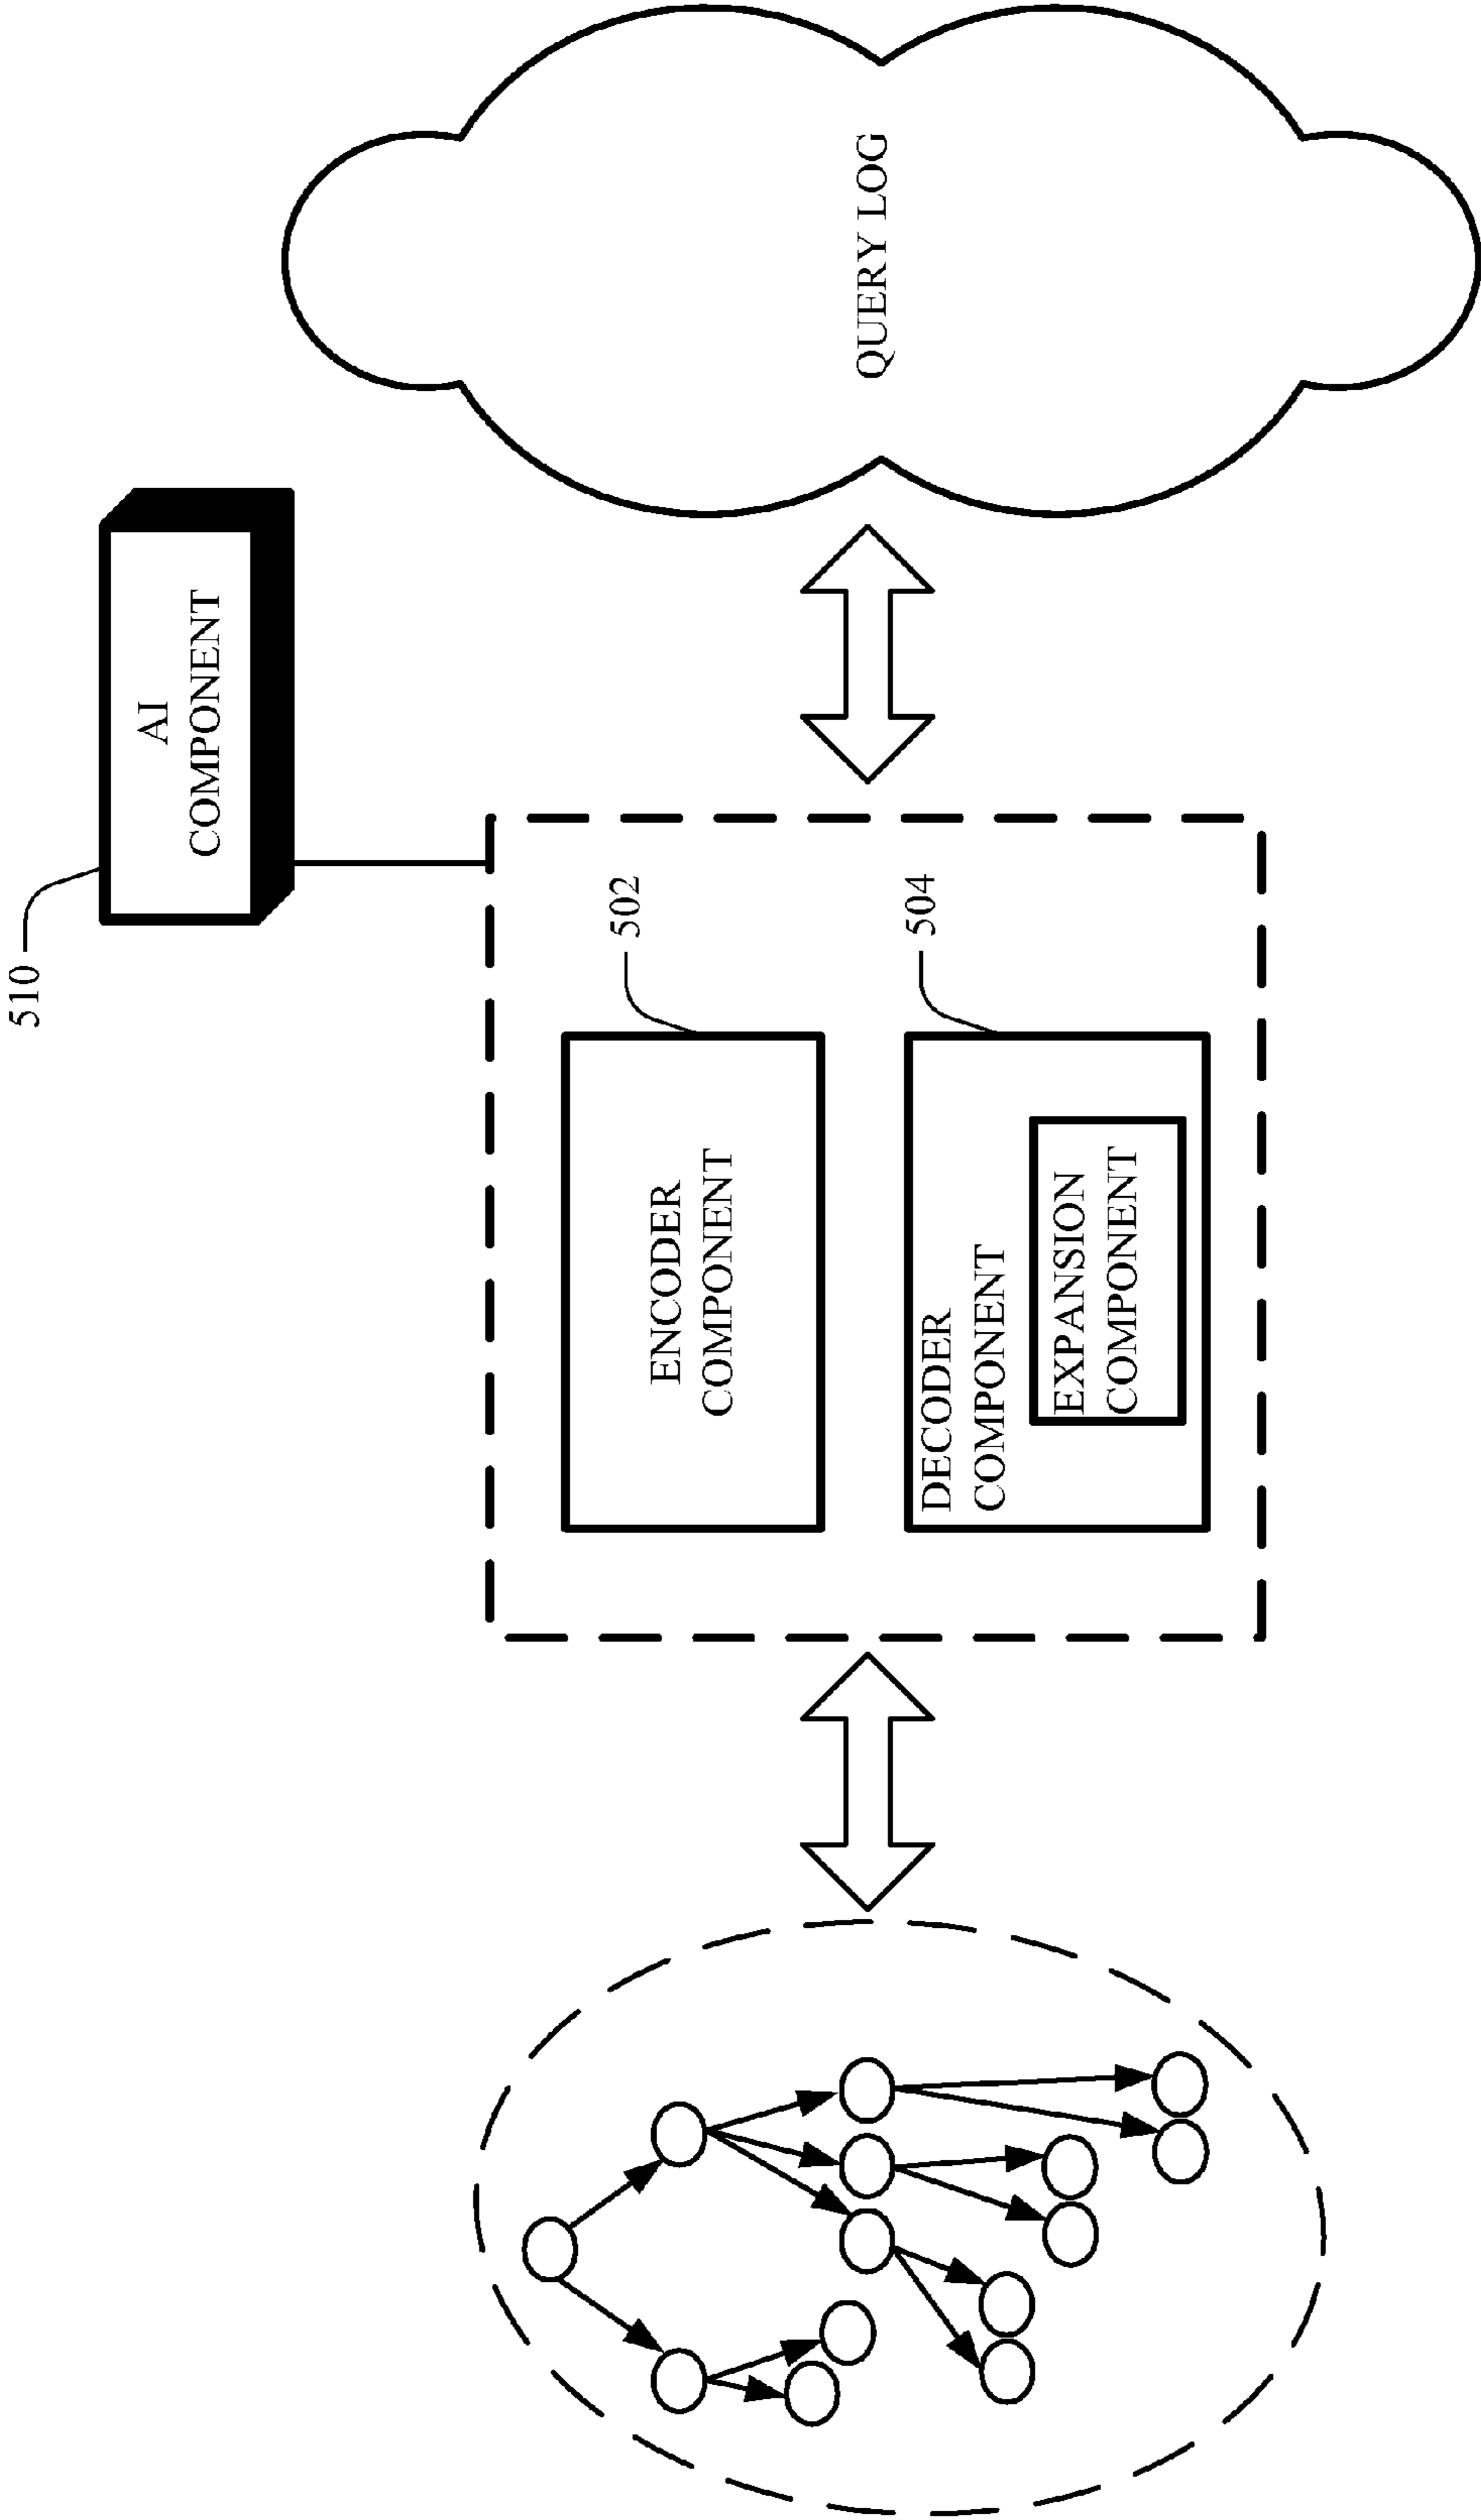 510
AI
COMPONENT
502
ENCODER
COMPONENT
504
DECODER
COMPONENT
EXPANSION
COMPONENT
QUERY LOG